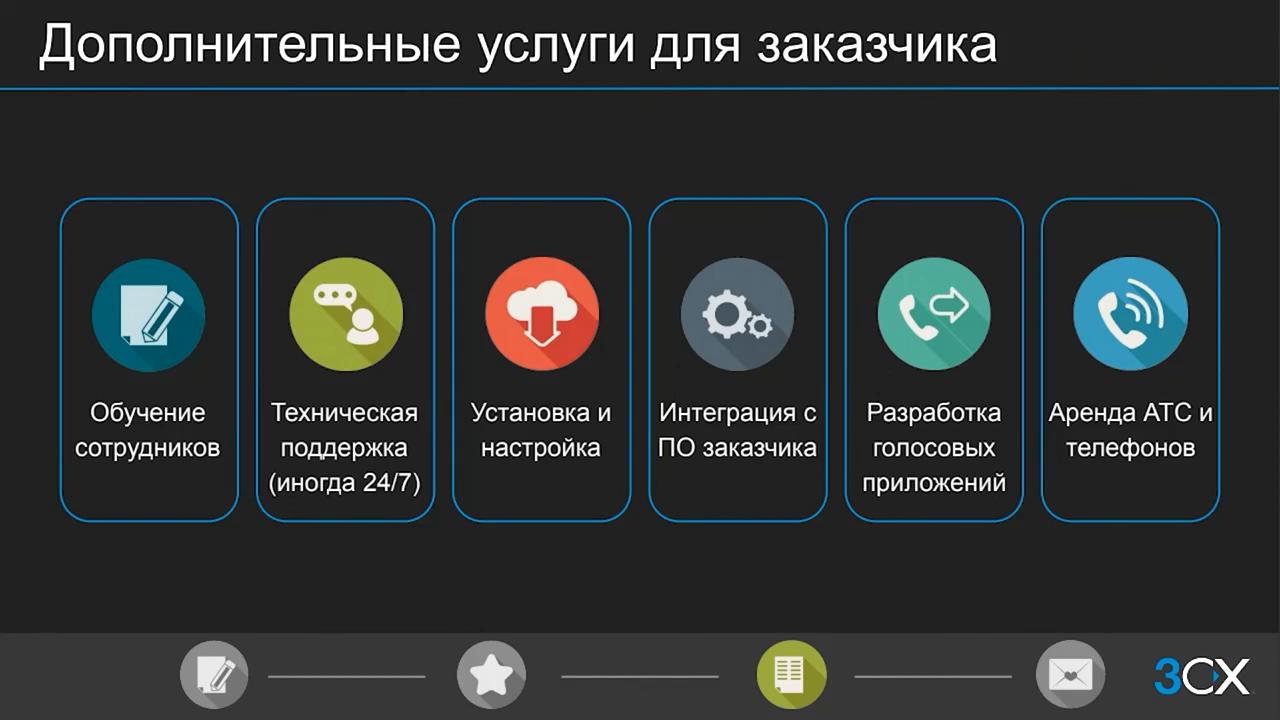 Дополнительные услуги для заказчика
Обучение
сотрудников
Техническая
поддержка
(иногда 24/7)
Установка и
настройка
Интеграция с
ПО заказчика
Разработка
голосовых
приложений
Аренда АТС и
телефонов
3CX